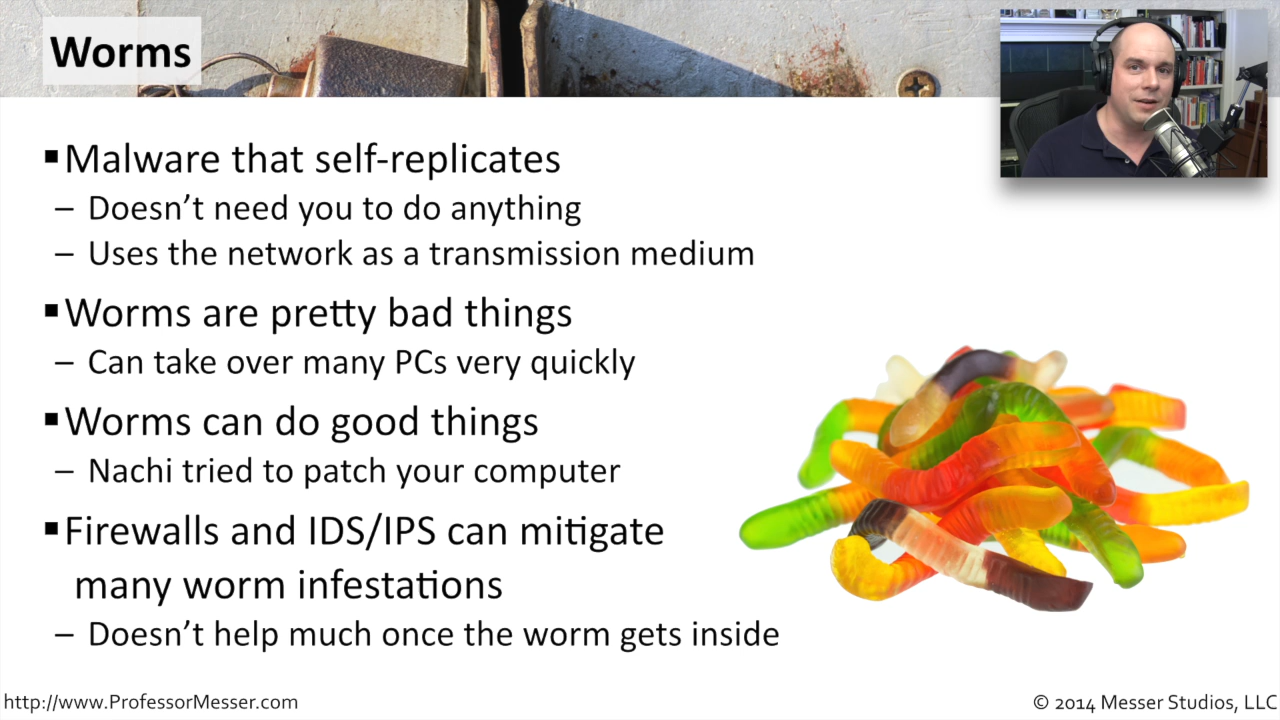 Worms
▪Malware that self-replicates
– Doesn’t need you to do anything
– Uses the network as a transmission medium
▪Worms are pretty bad things
– Can take over many PCs very quickly
▪Worms can do good things
– Nachi tried to patch your computer
▪Firewalls and IDS/IPS can mitigate
many worm infestations
– Doesn’t help much once the worm gets inside
http://www.ProfessorMesser.com
© 2014 Messer Studios, LLC